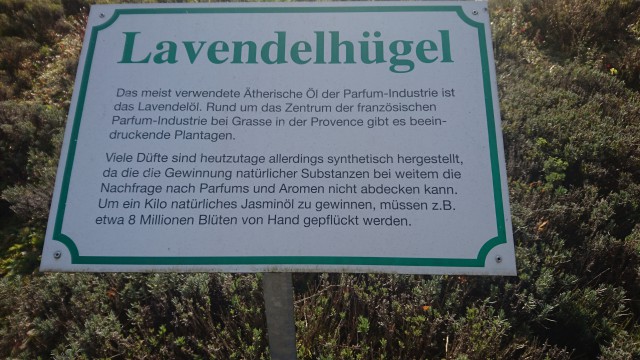 Lavendelhügel
Das meist verwendete Ätherische Öl der Parfum-Industrie ist
das Lavendelöl. Rund um das Zentrum der französischen
Parfum-Industrie bei Grasse in der Provence gibt es beein-
druckende Plantagen.
Viele Düfte sind heutzutage allerdings synthetisch hergestellt,
da die die Gewinnung natürlicher Substanzen bei weitem die
Nachfrage nach Parfums und Aromen nicht abdecken kann.
Um ein Kilo natürliches Jasminöl zu gewinnen, müssen z.B.
etwa 8 Millionen Blüten von Hand gepflückt werden.